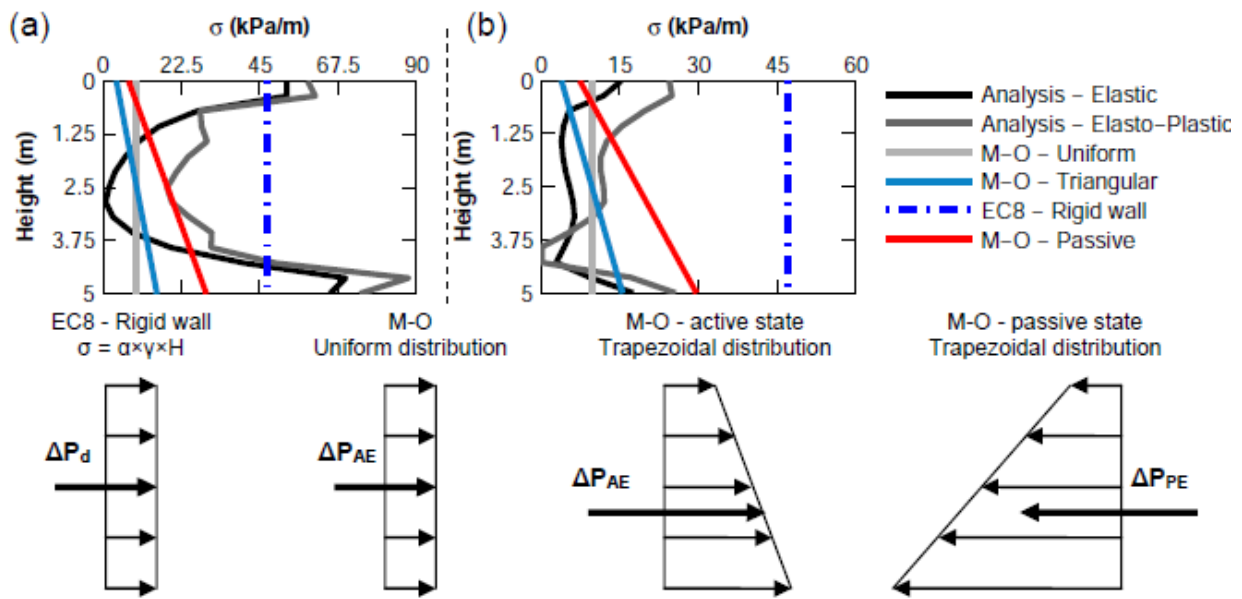 (a)
σ (kPa/m)
0 22.5 45 67.5 90
Height (m)
0
1.25
2.5
3.75
5
(b)
σ (kPa/m)
0 15 30 45 60
Height (m)
0
1.25
2.5
3.75
5
Analysis – Elastic
Analysis – Elasto–Plastic
M–O – Uniform
M–O – Triangular
EC8 – Rigid wall
M–O – Passive
EC8 - Rigid wall
σ = α×γ×H
M-O
Uniform distribution
M-O - active state
Trapezoidal distribution
M-O - passive state
Trapezoidal distribution
ΔPd
ΔPAE
ΔPAE
ΔPPE